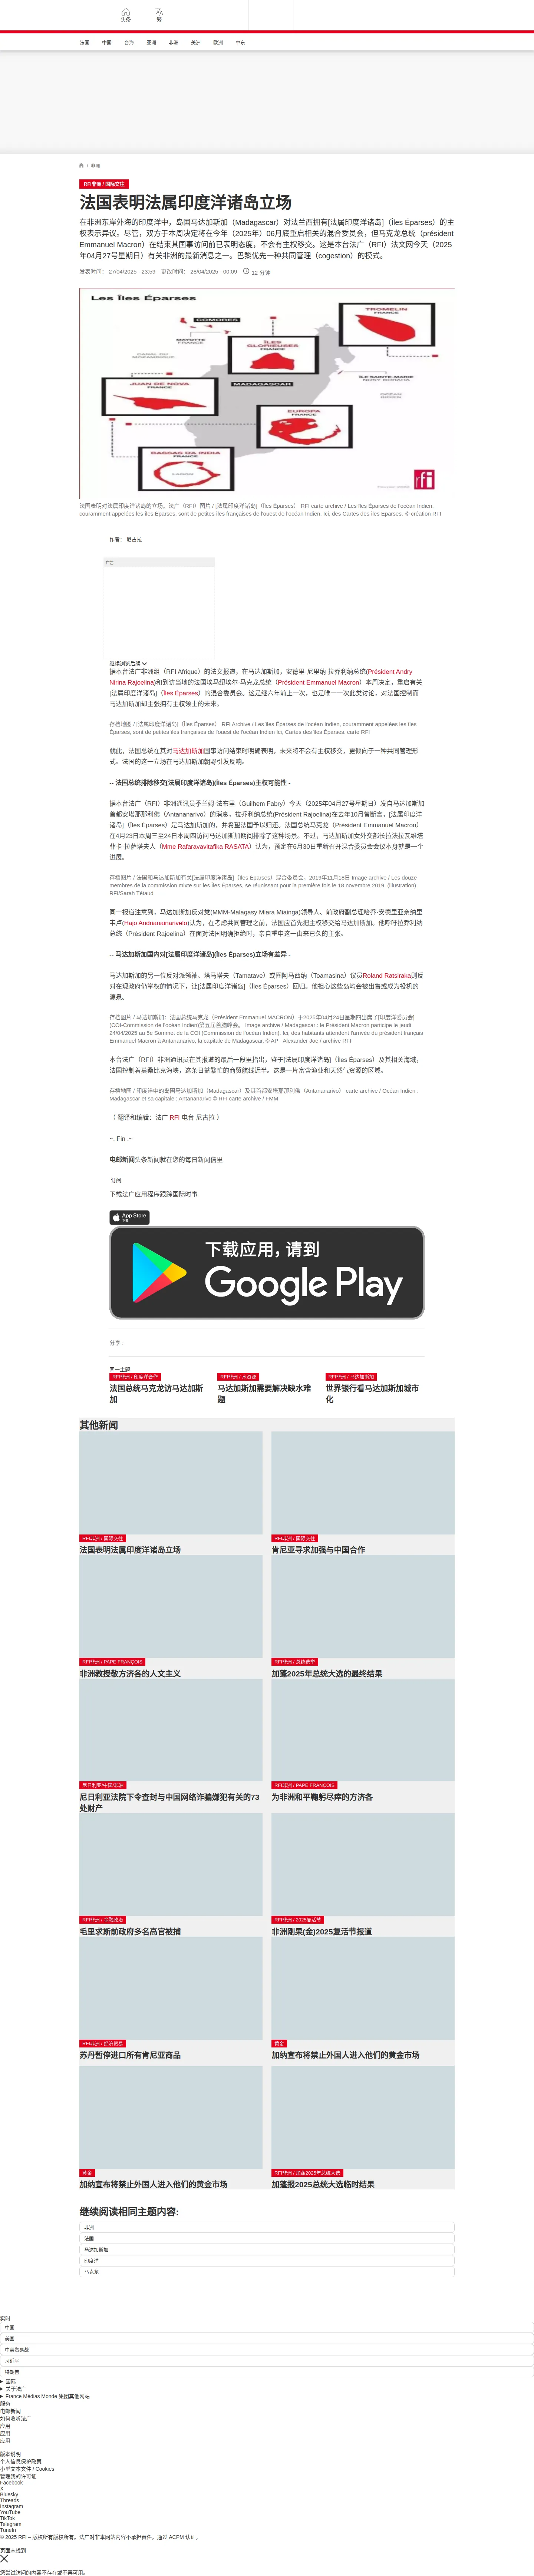 头条
繁
法国
中国
台海
亚洲
非洲
美洲
欧洲
中东
/ 非洲
RFI非洲 / 国际交往
法国表明法属印度洋诸岛立场
在非洲东岸外海的印度洋中，岛国马达加斯加（Madagascar）对法兰西拥有[法属印度洋诸岛]（Îles Éparses）的主
权表示异议。尽管，双方于本周决定将在今年（2025年）06月底重启相关的混合委员会，但马克龙总统（président
Emmanuel Macron）在结束其国事访问前已表明态度，不会有主权移交。这是本台法广（RFI）法文网今天（2025
年04月27号星期日）有关非洲的最新消息之一。巴黎优先一种共同管理（cogestion）的模式。
发表时间： 27/04/2025 - 23:59 更改时间： 28/04/2025 - 00:09 12 分钟
Les Îles Éparses
COMORES
MAYOTTE
FRANCE
ÎLES
GLORIEUSES
FRANCE
TROMELIN
FRANCE
ÎLE SAINTE-MARIE
JUAN DE NOVA
FRANCE
MADAGASCAR
OCÉAN
INDIEN
EUROPA
FRANCE
BASSAS DA INDIA
FRANCE
rfi
法国表明对法属印度洋诸岛的立场。法广（RFI）图片 / [法属印度洋诸岛]（Îles Éparses） RFI carte archive / Les îles Éparses de l'océan Indien,
couramment appelées les îles Éparses, sont de petites îles françaises de l'ouest de l'océan Indien. Ici, des Cartes des îles Éparses. © création RFI
作者： 尼古拉
广告
继续浏览后续
据本台法广非洲组（RFI Afrique）的法文报道，在马达加斯加，安德里·尼里纳·拉乔利纳总统(Président Andry
Nirina Rajoelina)和到访当地的法国埃马纽埃尔·马克龙总统（Président Emmanuel Macron）本周决定，重启有关
[法属印度洋诸岛]（îles Éparses）的混合委员会。这是继六年前上一次，也是唯一一次此类讨论，对法国控制而
马达加斯加却主张拥有主权领土的未来。
存档地图 / [法属印度洋诸岛]（Îles Éparses） RFI Archive / Les îles Éparses de l'océan Indien, couramment appelées les îles
Éparses, sont de petites îles françaises de l'ouest de l'océan Indien Ici, Cartes des îles Éparses. carte RFI
就此，法国总统在其对马达加斯加国事访问结束时明确表明，未来将不会有主权移交，更倾向于一种共同管理形
式。法国的这一立场在马达加斯加朝野引发反响。
-- 法国总统排除移交[法属印度洋诸岛](Îles Éparses)主权可能性 -
据本台法广（RFI）非洲通讯员季兰姆·法布里（Guilhem Fabry）今天（2025年04月27号星期日）发自马达加斯加
首都安塔那那利佛（Antananarivo）的消息，拉乔利纳总统(Président Rajoelina)在去年10月曾断言，[法属印度洋
诸岛]（îles Éparses）是马达加斯加的，并希望法国予以归还。法国总统马克龙（Président Emmanuel Macron）
在4月23日本周三至24日本周四访问马达加斯加期间排除了这种场景。不过，马达加斯加女外交部长拉法拉瓦维塔
菲卡·拉萨塔夫人（Mme Rafaravavitafika RASATA）认为，预定在6月30日重新召开混合委员会会议本身就是一个
进展。
存档图片 / 法国和马达加斯加有关[法属印度洋诸岛]（îles Éparses）混合委员会，2019年11月18日 Image archive / Les douze
membres de la commission mixte sur les îles Éparses, se réunissant pour la première fois le 18 novembre 2019. (illustration)
RFI/Sarah Tétaud
同一报道注意到，马达加斯加反对党(MMM-Malagasy Miara Miainga)领导人、前政府副总理哈乔·安德里亚奈纳里
韦卢(Hajo Andrianainarivelo)认为，在考虑共同管理之前，法国应首先把主权移交给马达加斯加。他呼吁拉乔利纳
总统（Président Rajoelina）在面对法国明确拒绝时，亲自重申这一由来已久的主张。
-- 马达加斯加国内对[法属印度洋诸岛](Îles Éparses)立场有差异 -
马达加斯加的另一位反对派领袖、塔马塔夫（Tamatave）或图阿马西纳（Toamasina）议员Roland Ratsiraka则反
对在现政府仍掌权的情况下，让[法属印度洋诸岛]（îles Éparses）回归。他担心这些岛屿会被出售或成为投机的
源泉。
存档图片 / 马达加斯加：法国总统马克龙（Président Emmanuel MACRON）于2025年04月24日星期四出席了[印度洋委员会]
(COI-Commission de l'océan Indien)第五届首脑峰会。 Image archive / Madagascar : le Président Macron participe le jeudi
24/04/2025 au 5e Sommet de la COI (Commission de l'océan Indien). Ici, des habitants attendent l'arrivée du président français
Emmanuel Macron à Antananarivo, la capitale de Madagascar. © AP - Alexander Joe / archive RFI
本台法广（RFI）非洲通讯员在其报道的最后一段里指出，鉴于[法属印度洋诸岛]（îles Éparses）及其相关海域，
法国控制着莫桑比克海峡，这条日益繁忙的商贸航线近半。这是一片富含渔业和天然气资源的区域。
存档地图 / 印度洋中的岛国马达加斯加（Madagascar）及其首都安塔那那利佛（Antananarivo） carte archive / Océan Indien :
Madagascar et sa capitale : Antananarivo © RFI carte archive / FMM
（ 翻译和编辑：法广 RFI 电台 尼古拉 ）
~. Fin .~
电邮新闻头条新闻就在您的每日新闻信里
订阅
下载法广应用程序跟踪国际时事
App Store
下载
下载应用，请到
Google Play
分享 :
同一主题
RFI非洲 / 印度洋合作
法国总统马克龙访马达加斯
加
RFI非洲 / 水资源
马达加斯加需要解决缺水难
题
RFI非洲 / 马达加斯加
世界银行看马达加斯加城市
化
其他新闻
RFI非洲 / 国际交往
法国表明法属印度洋诸岛立场
RFI非洲 / 国际交往
肯尼亚寻求加强与中国合作
RFI非洲 / PAPE FRANÇOIS
非洲教授敬方济各的人文主义
RFI非洲 / 总统选举
加蓬2025年总统大选的最终结果
尼日利亚/中国/非洲
尼日利亚法院下令查封与中国网络诈骗嫌犯有关的73
处财产
RFI非洲 / PAPE FRANÇOIS
为非洲和平鞠躬尽瘁的方济各
RFI非洲 / 金融政治
毛里求斯前政府多名高官被捕
RFI非洲 / 2025复活节
非洲刚果(金)2025复活节报道
RFI非洲 / 经济贸易
苏丹暂停进口所有肯尼亚商品
黄金
加纳宣布将禁止外国人进入他们的黄金市场
黄金
加纳宣布将禁止外国人进入他们的黄金市场
RFI非洲 / 加蓬2025年总统大选
加蓬报2025总统大选临时结果
继续阅读相同主题内容:
非洲
法国
马达加斯加
印度洋
马克龙
实时
中国
美国
中美贸易战
习近平
特朗普
国际
关于法广
France Médias Monde 集团其他网站
服务
电邮新闻
如何收听法广
应用
应用
应用
版本说明
个人信息保护政策
小型文本文件 / Cookies
管理我的许可证
Facebook
X
Bluesky
Threads
Instagram
YouTube
TikTok
Telegram
TuneIn
© 2025 RFI – 版权所有版权所有。法广对非本网站内容不承担责任。通过 ACPM 认证。
页面未找到
您尝试访问的内容不存在或不再可用。